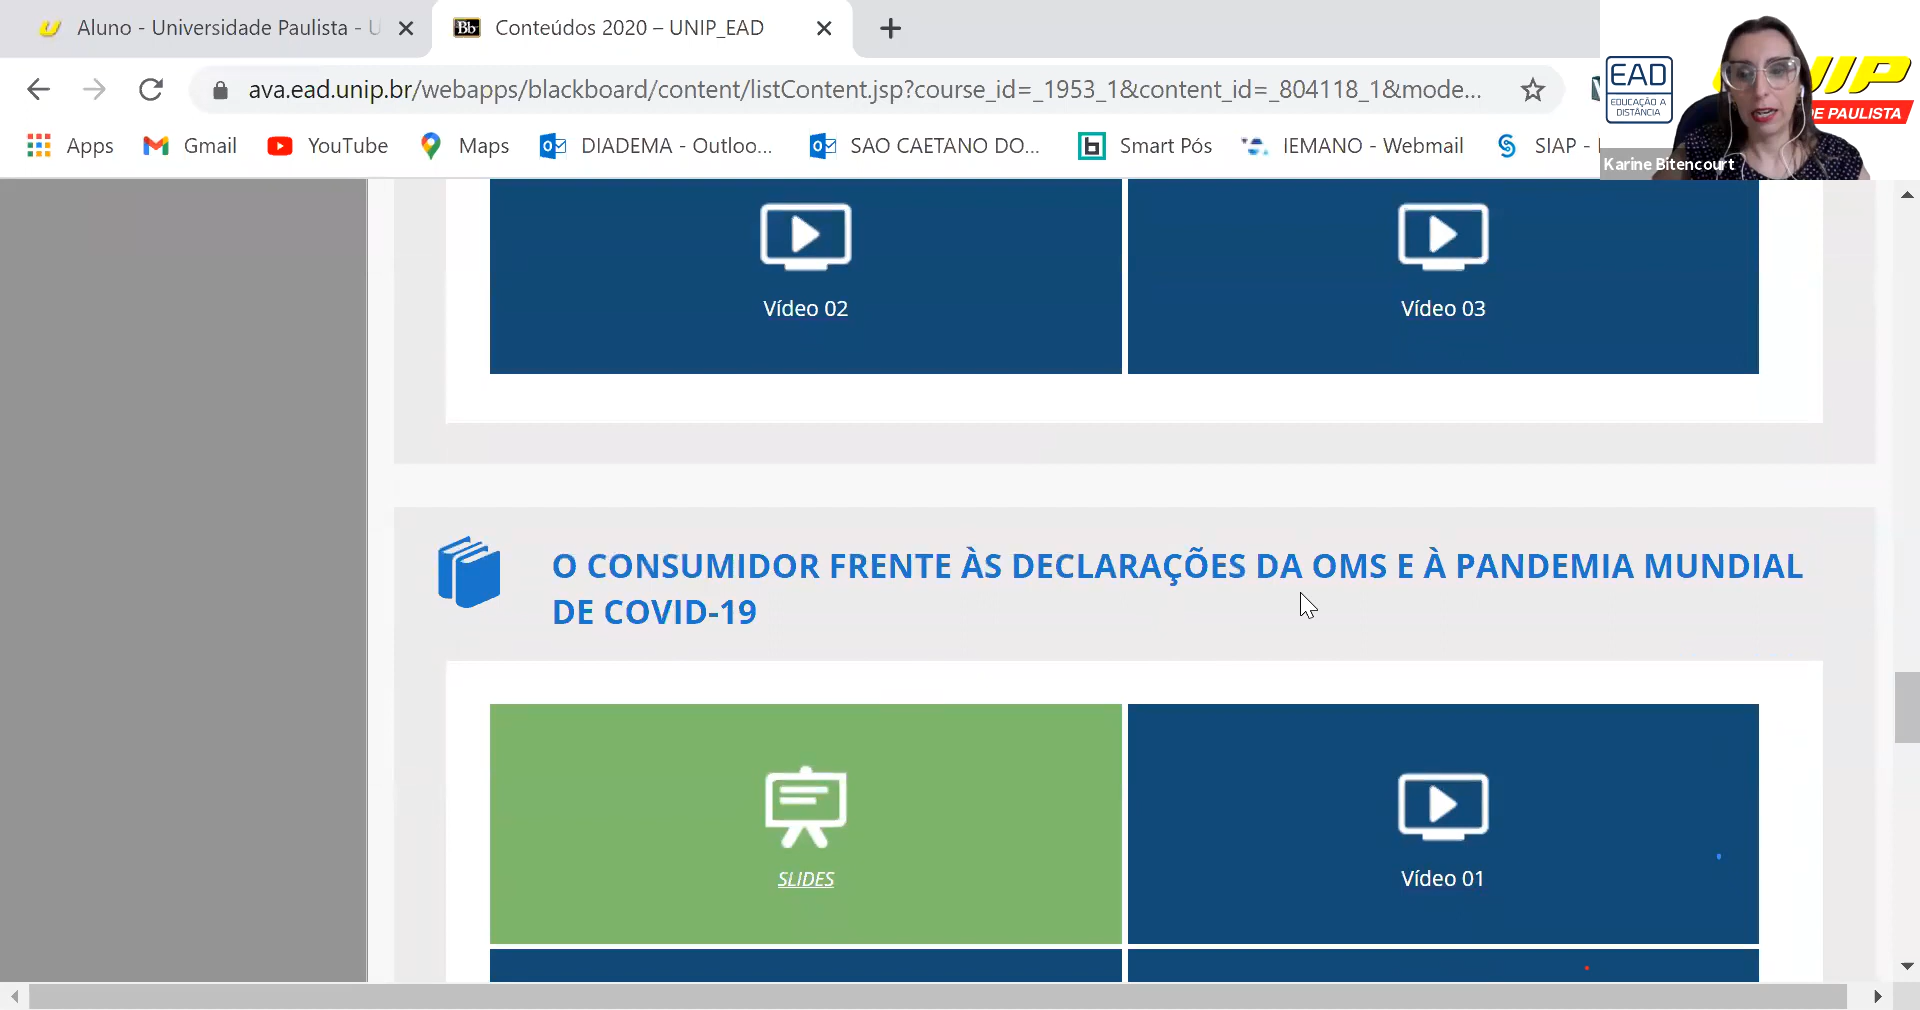 Aluno - Universidade Paulista - U
Bb Conteúdos 2020 – UNIP_EAD
ava.ead.unip.br/webapps/blackboard/content/listContent.jsp?course_id=_1953_1&content_id=_804118_1&mode...
Apps Gmail YouTube Maps DIADEMA - Outloo... SAO CAETANO DO... Smart Pós IEMANO - Webmail SIAP -
EAD
EDUCAÇÃO A
DISTÂNCIA
UIP
DE PAULISTA
Karine Bitencourt
Vídeo 02
Vídeo 03
O CONSUMIDOR FRENTE ÀS DECLARAÇÕES DA OMS E À PANDEMIA MUNDIAL
DE COVID-19
SLIDES
Vídeo 01